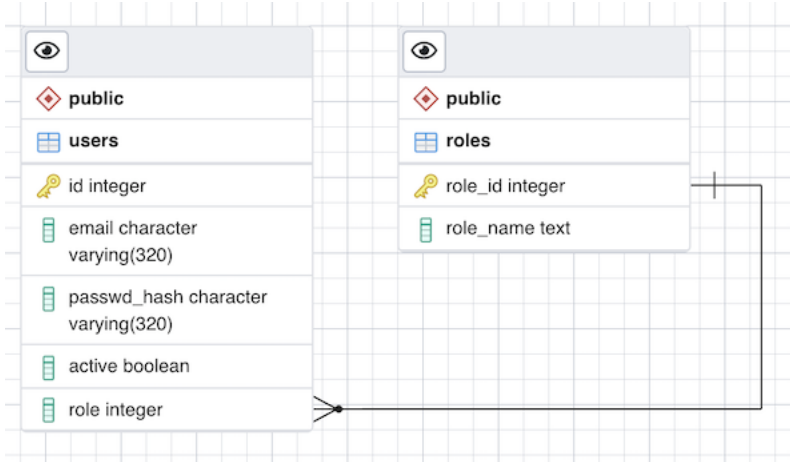 public
users
id integer
email character
varying(320)
passwd_hash character
varying(320)
active boolean
role integer
public
roles
role_id integer
role_name text